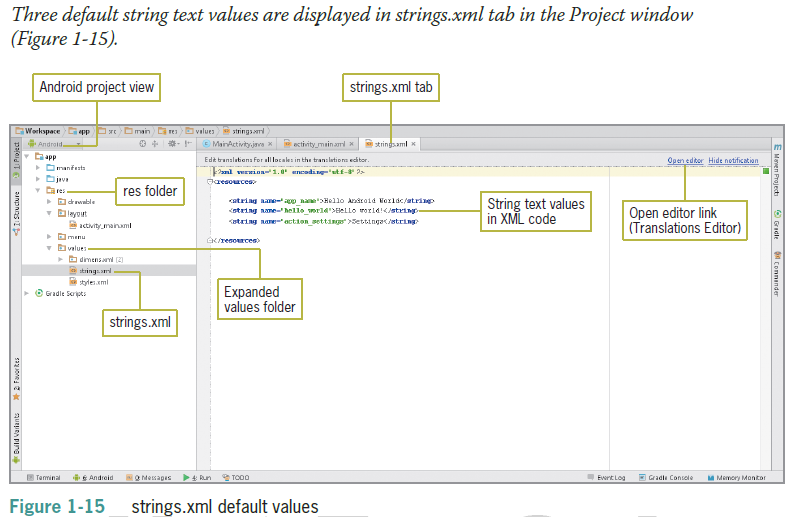 Three default string text values are displayed in strings.xml tab in the Project window
(Figure 1-15).
Android project view
strings.xml tab
Workspace app src main res values strings.xml
Android
MainActivity.java activity_main.xml strings.xml
1: Project
app
manifests
java
res
drawable
layout
activity_main.xml
menu
values
dimens.xml (2)
strings.xml
styles.xml
Gradle Scripts
res folder
Expanded
values folder
strings.xml
7: Structure
2: Favorites
Build Variants
Edit translations for all locales in the translations editor.
Open editor Hide notification
<?xml version="1.0" encoding="utf-8"?>
<resources>
<string name="app_name">Hello Android World</string>
<string name="hello_world">Hello world!</string>
<string name="action_settings">Settings</string>
</resources>
String text values
in XML code
Open editor link
(Translations Editor)
Maven Projects
Gradle
Commander
Terminal 6: Android 0: Messages 4: Run TODO
Event Log Gradle Console Memory Monitor
Figure 1-15 strings.xml default values